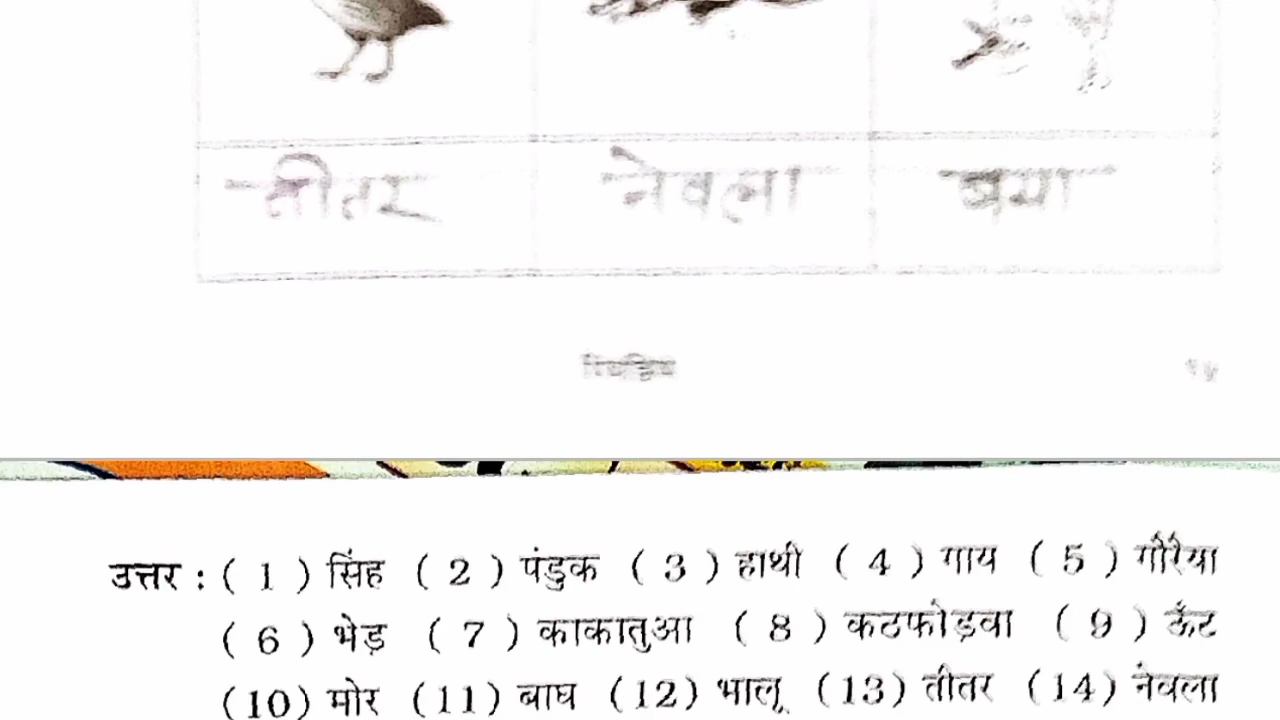 तीतर नेवला बया
उत्तर : ( 1 ) सिंह ( 2 ) पंडुक ( 3 ) हाथी ( 4 ) गाय ( 5 ) गौरैया
( 6 ) भेड़ ( 7 ) काकातुआ ( 8 ) कठफोड़वा ( 9 ) ऊँट
(10) मोर (11) बाघ (12) भालू (13) तीतर (14) नेवला